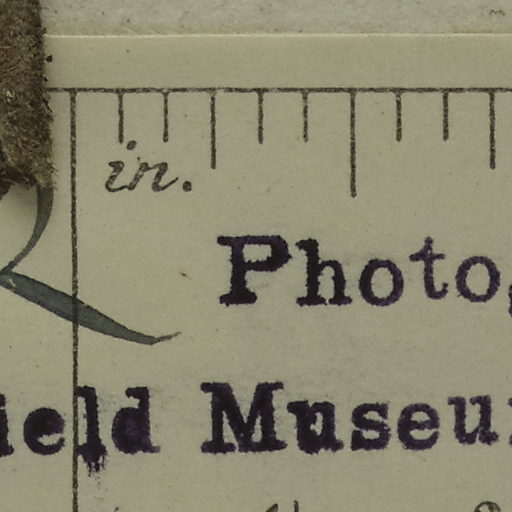 in.
Photo
ield Museu